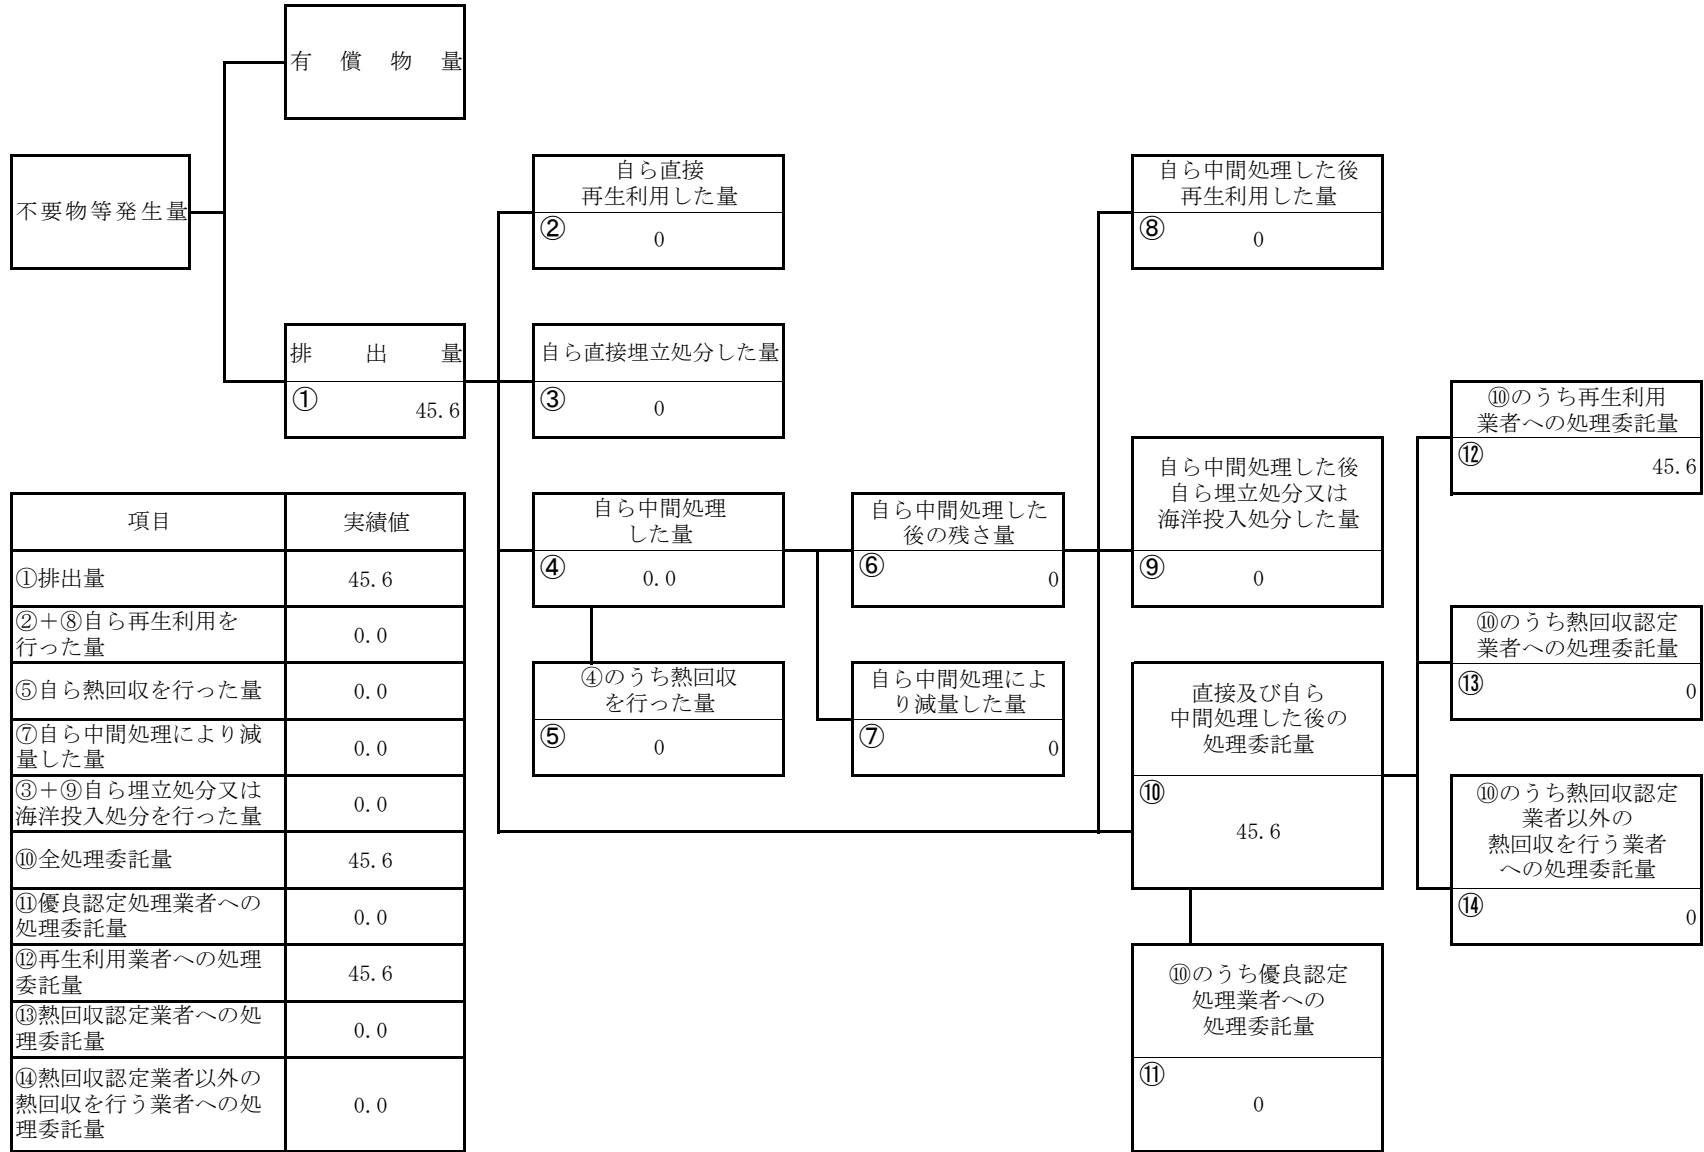 有償物量
不要物等発生量
排出量
①
45.6
自ら直接
再生利用した量
②
0
自ら直接埋立処分した量
③
0
自ら中間処理
した量
④
0.0
④のうち熱回収
を行った量
⑤
0
自ら中間処理した
後の残さ量
⑥
0
自ら中間処理によ
り減量した量
⑦
0
自ら中間処理した後
再生利用した量
⑧
0
自ら中間処理した後
自ら埋立処分又は
海洋投入処分した量
⑨
0
直接及び自ら
中間処理した後の
処理委託量
⑩
45.6
⑩のうち優良認定
処理業者への
処理委託量
⑪
0
⑩のうち再生利用
業者への処理委託量
⑫
45.6
⑩のうち熱回収認定
業者への処理委託量
⑬
0
⑩のうち熱回収認定
業者以外の
熱回収を行う業者
への処理委託量
⑭
0
項目 実績値
①排出量 45.6
②＋⑧自ら再生利用を
行った量 0.0
⑤自ら熱回収を行った量 0.0
⑦自ら中間処理により減
量した量 0.0
③＋⑨自ら埋立処分又は
海洋投入処分を行った量 0.0
⑩全処理委託量 45.6
⑪優良認定処理業者への
処理委託量 0.0
⑫再生利用業者への処理
委託量 45.6
⑬熱回収認定業者への処
理委託量 0.0
⑭熱回収認定業者以外の
熱回収を行う業者への処
理委託量 0.0